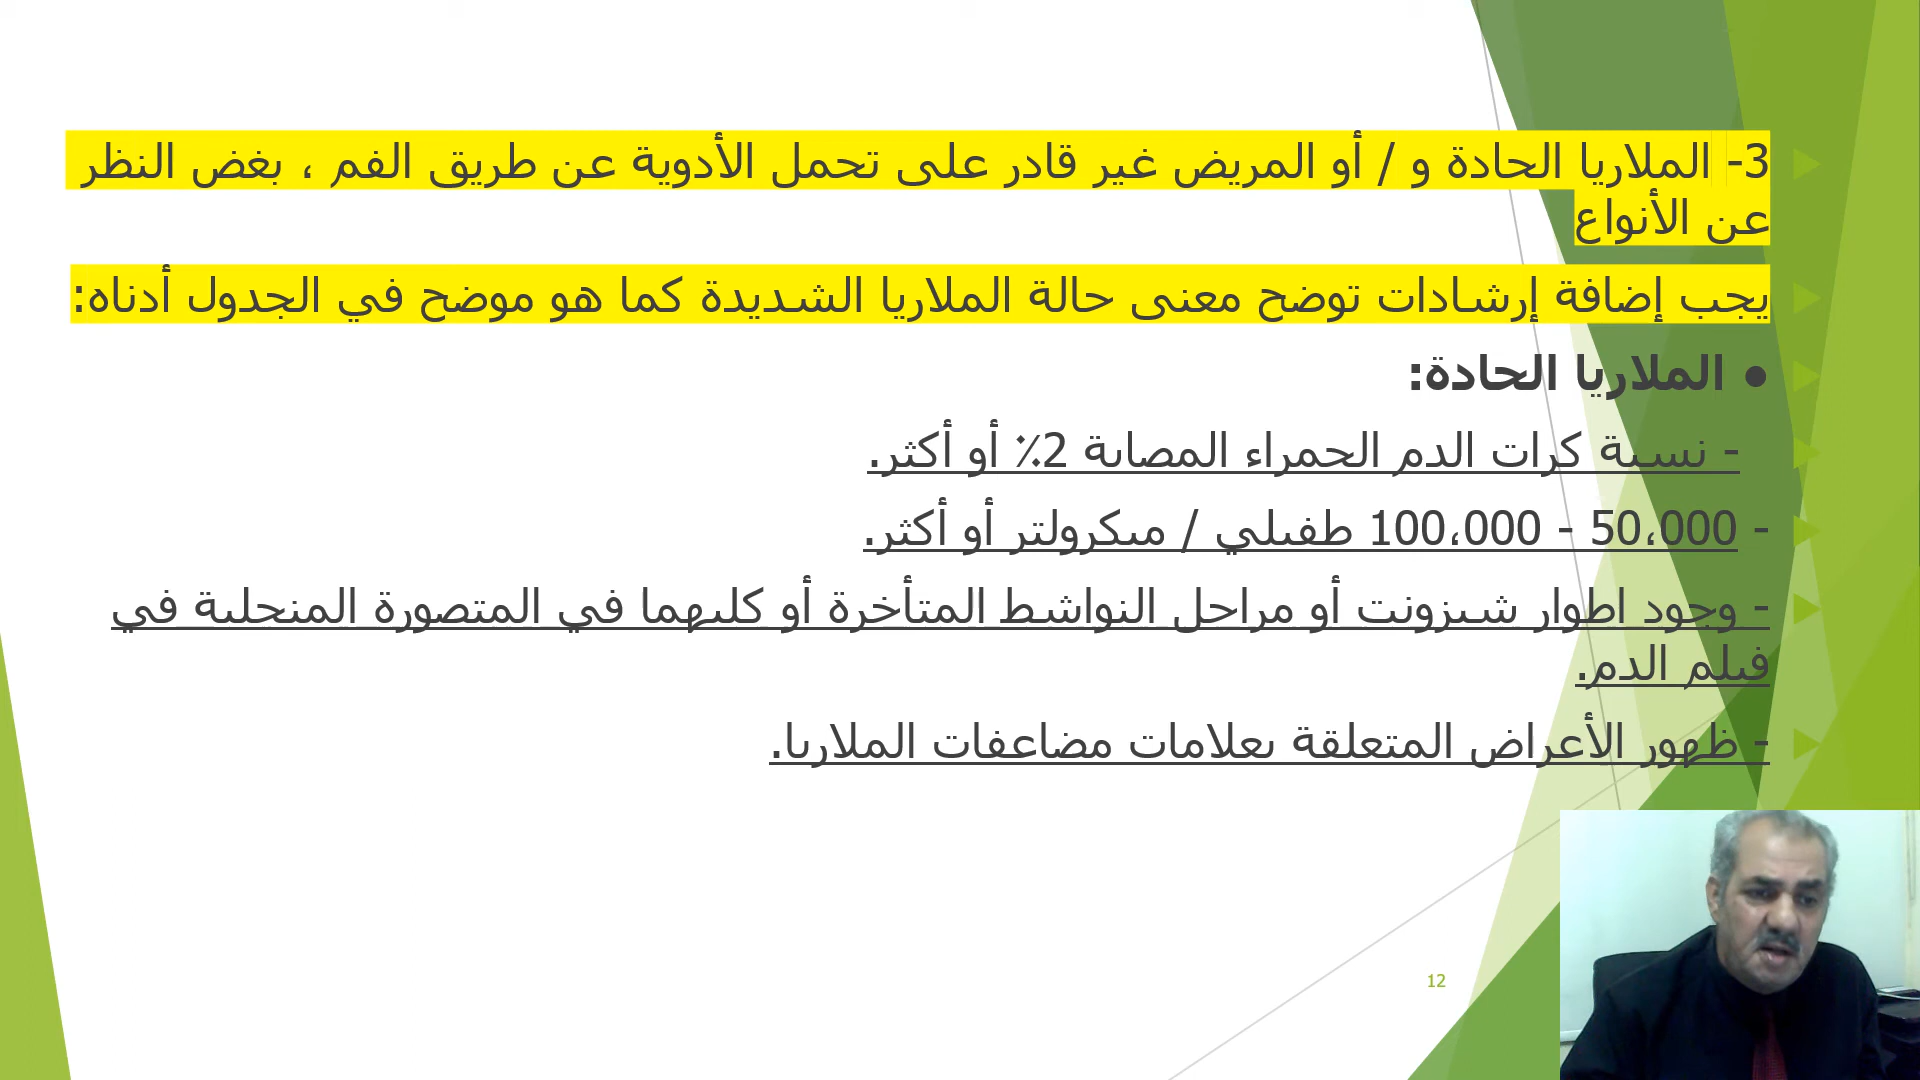 3- الملاريا الحادة و / أو المريض غير قادر على تحمل الأدوية عن طريق الفم ، بغض النظر
عن الأنواع
يجب إضافة إرشادات توضح معنى حالة الملاريا الشديدة كما هو موضح في الجدول أدناه:
● الملاريا الحادة:
- نسبة كرات الدم الحمراء المصابة 2٪ أو أكثر.
- 50،000 - 100،000 طفيلي / ميكرولتر أو أكثر.
- وجود اطوار شيزونت أو مراحل النواشط المتأخرة أو كليهما في المتصورة المنجلية في
فيلم الدم.
- ظهور الأعراض المتعلقة بعلامات مضاعفات الملاريا.
12